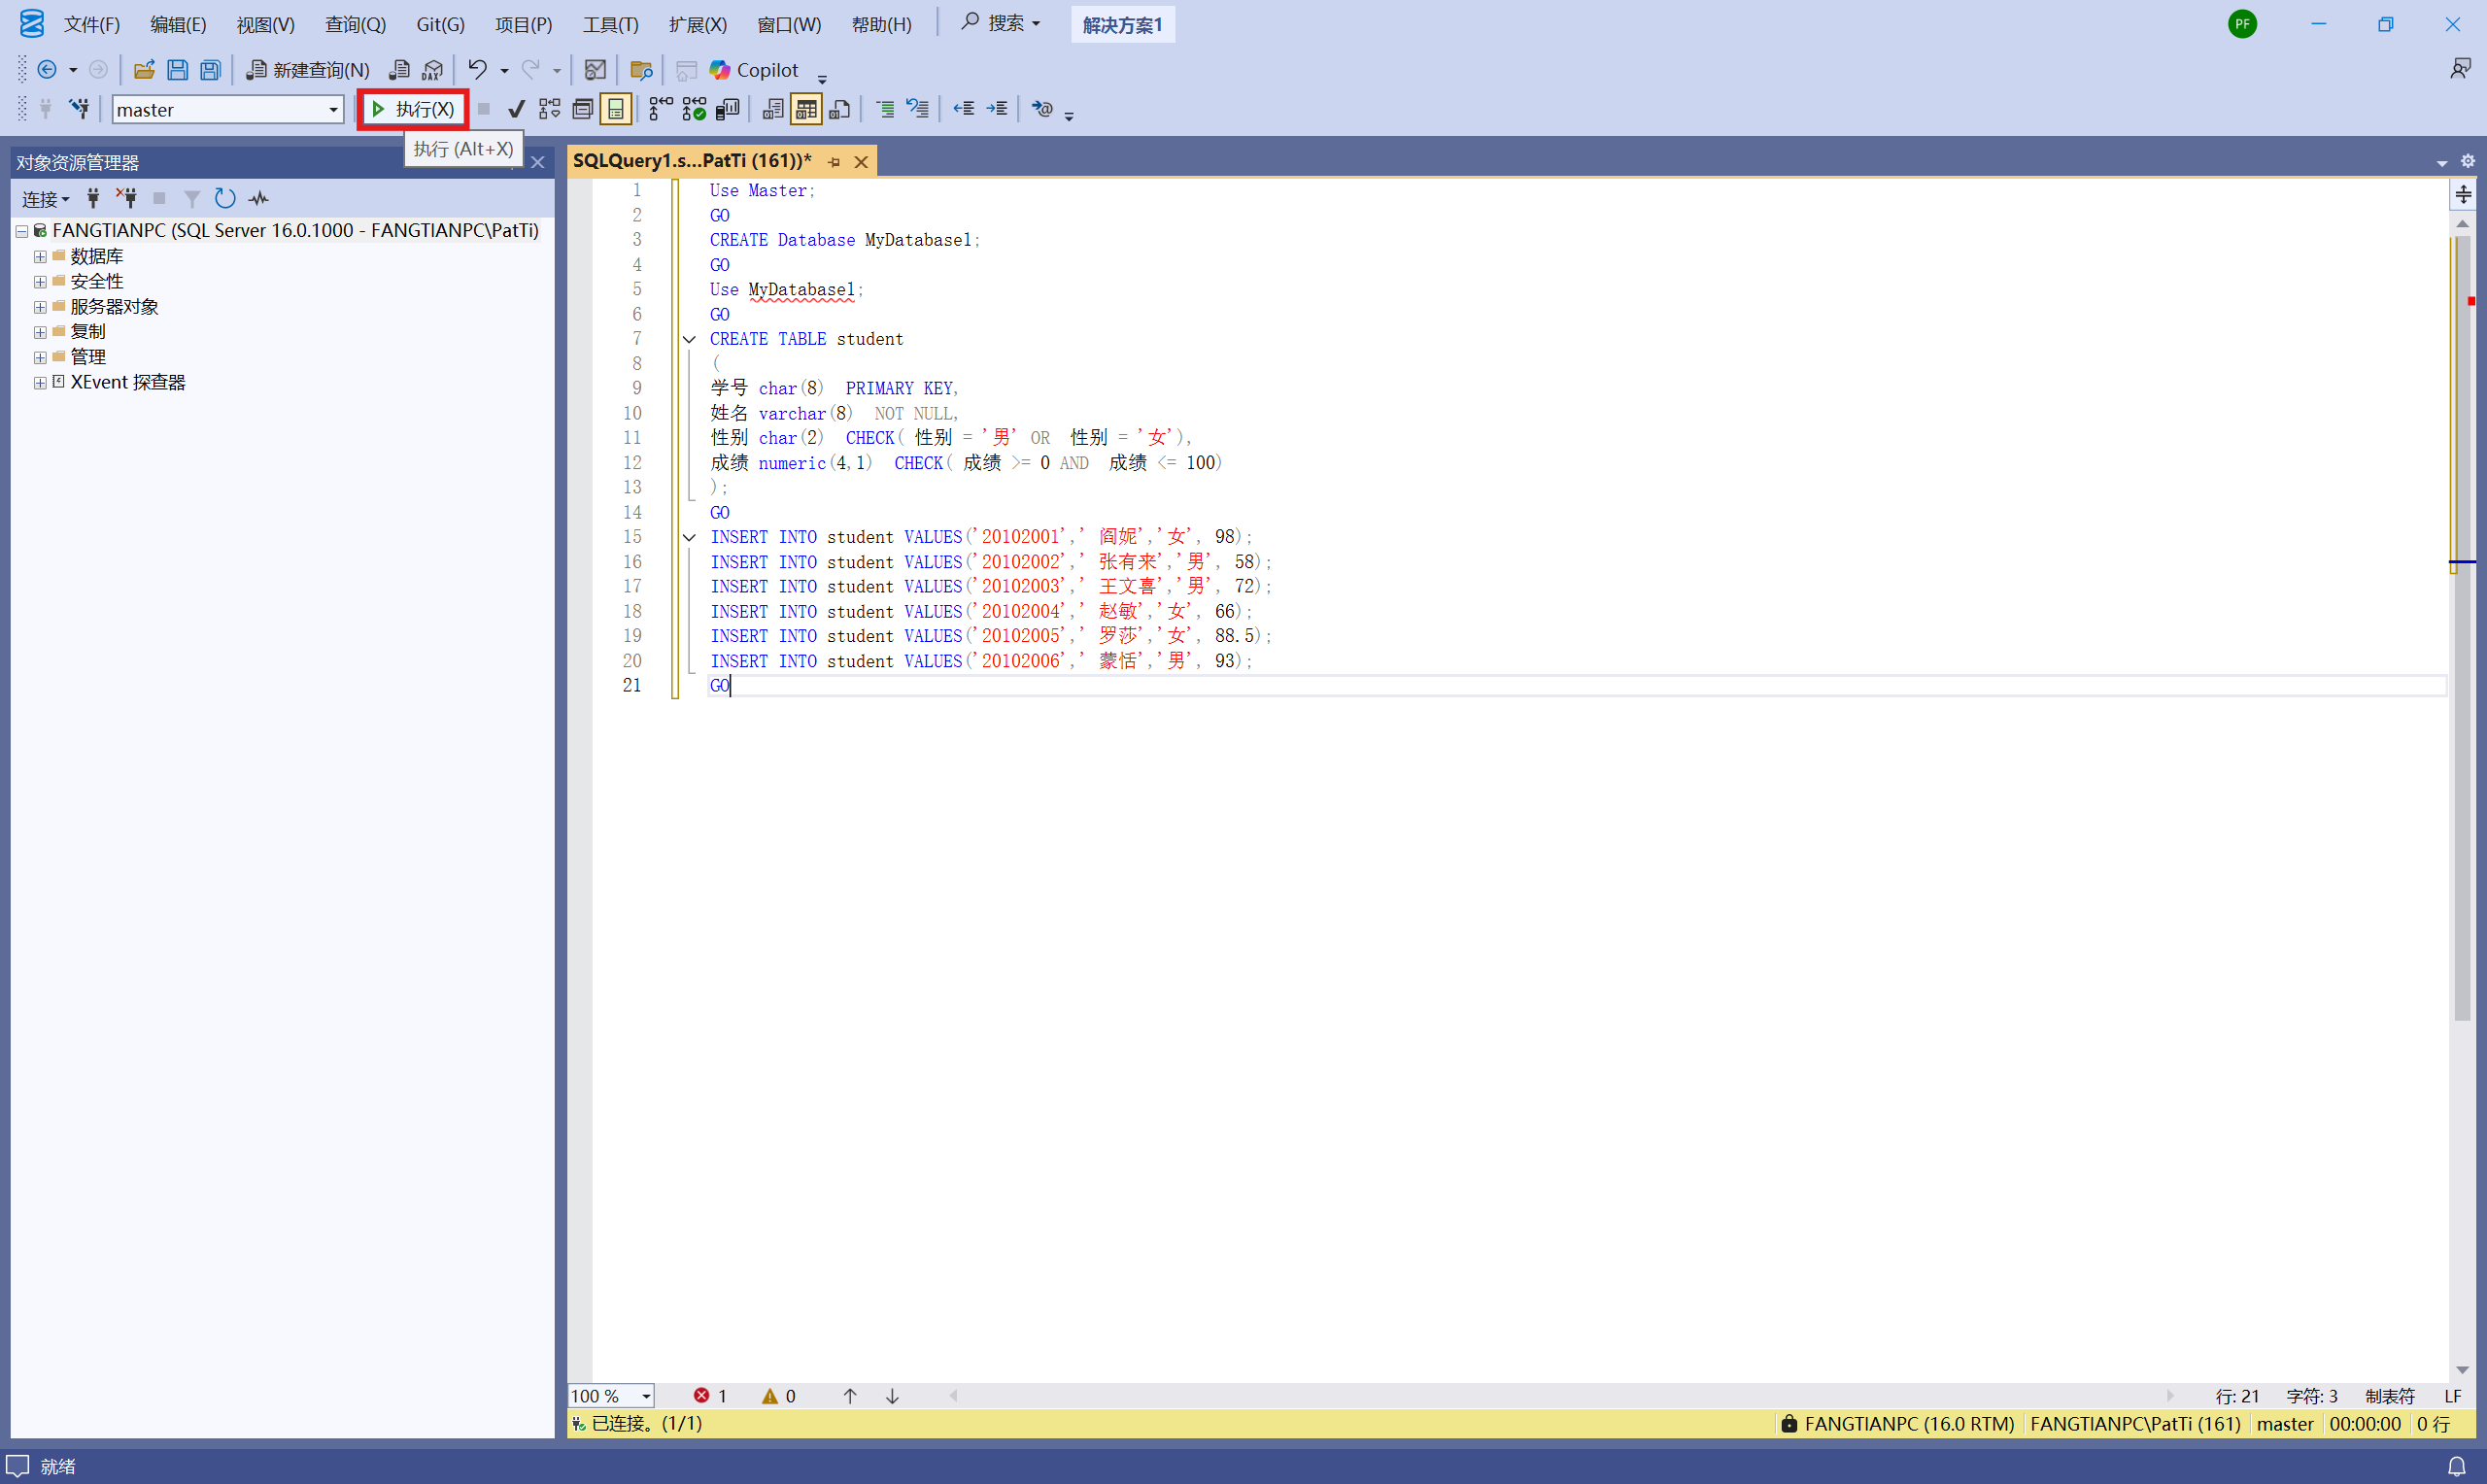 文件(F) 编辑(E) 视图(V) 查询(Q) Git(G) 项目(P) 工具(T) 扩展(X) 窗口(W) 帮助(H) 搜索 解决方案1 PF
新建查询(N) DAX Copilot
master 执行(X)
执行 (Alt+X)
对象资源管理器
连接
FANGTIANPC (SQL Server 16.0.1000 - FANGTIANPC\PatTi)
数据库
安全性
服务器对象
复制
管理
XEvent 探查器
SQLQuery1.s...PatTi (161))*
1 Use Master;
2 GO
3 CREATE Database MyDatabase1;
4 GO
5 Use MyDatabase1;
6 GO
7 CREATE TABLE student
8 (
9 学号 char(8) PRIMARY KEY,
10 姓名 varchar(8) NOT NULL,
11 性别 char(2) CHECK( 性别 = '男' OR 性别 = '女'),
12 成绩 numeric(4,1) CHECK( 成绩 >= 0 AND 成绩 <= 100)
13 );
14 GO
15 INSERT INTO student VALUES('20102001',' 阎妮','女', 98);
16 INSERT INTO student VALUES('20102002',' 张有来','男', 58);
17 INSERT INTO student VALUES('20102003',' 王文喜','男', 72);
18 INSERT INTO student VALUES('20102004',' 赵敏','女', 66);
19 INSERT INTO student VALUES('20102005',' 罗莎','女', 88.5);
20 INSERT INTO student VALUES('20102006',' 蒙恬','男', 93);
21 GO
100 % 1 0 行: 21 字符: 3 制表符 LF
已连接。(1/1) FANGTIANPC (16.0 RTM) FANGTIANPC\PatTi (161) master 00:00:00 0 行
就绪